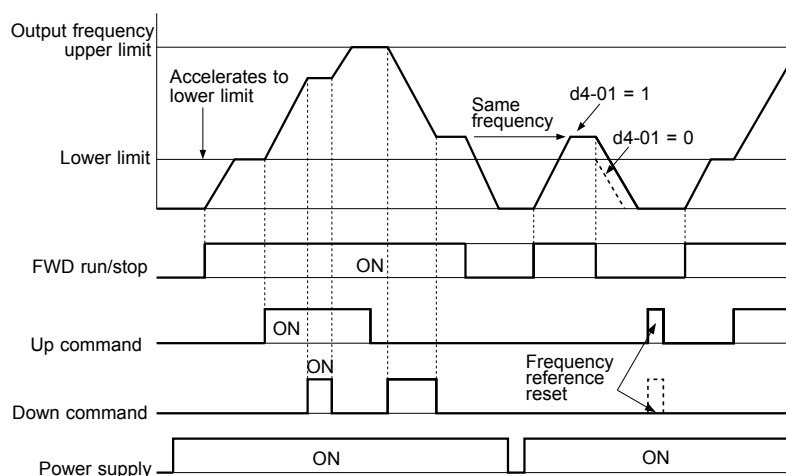 Output frequency
upper limit
Accelerates to
lower limit
Same
frequency
d4-01 = 1
d4-01 = 0
Lower limit
FWD run/stop
ON
Up command
ON
ON
Frequency
reference
reset
Down command
Power supply
ON
ON